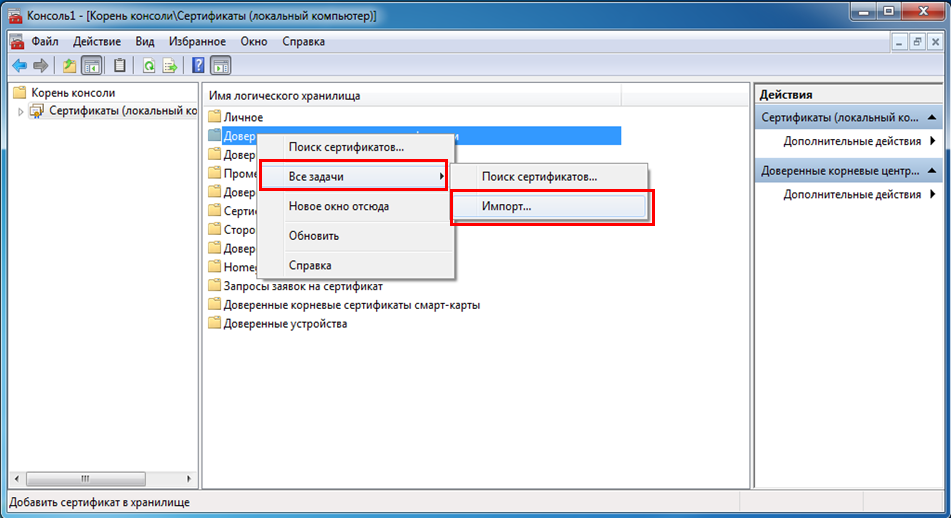 Консоль1 - [Корень консоли\Сертификаты (локальный компьютер)]
Файл Действие Вид Избранное Окно Справка
Корень консоли
Сертификаты (локальный ко
Имя логического хранилища
Личное
Довер
Поиск сертификатов...
Довер
Все задачи
Поиск сертификатов...
Проме
Довер
Новое окно отсюда
Импорт...
Серти
Сторо
Обновить
Довер
Справка
Homeg
Запросы заявок на сертификат
Доверенные корневые сертификаты смарт-карты
Доверенные устройства
Действия
Сертификаты (локальный ко...
Дополнительные действия
Доверенные корневые центр...
Дополнительные действия
Добавить сертификат в хранилище